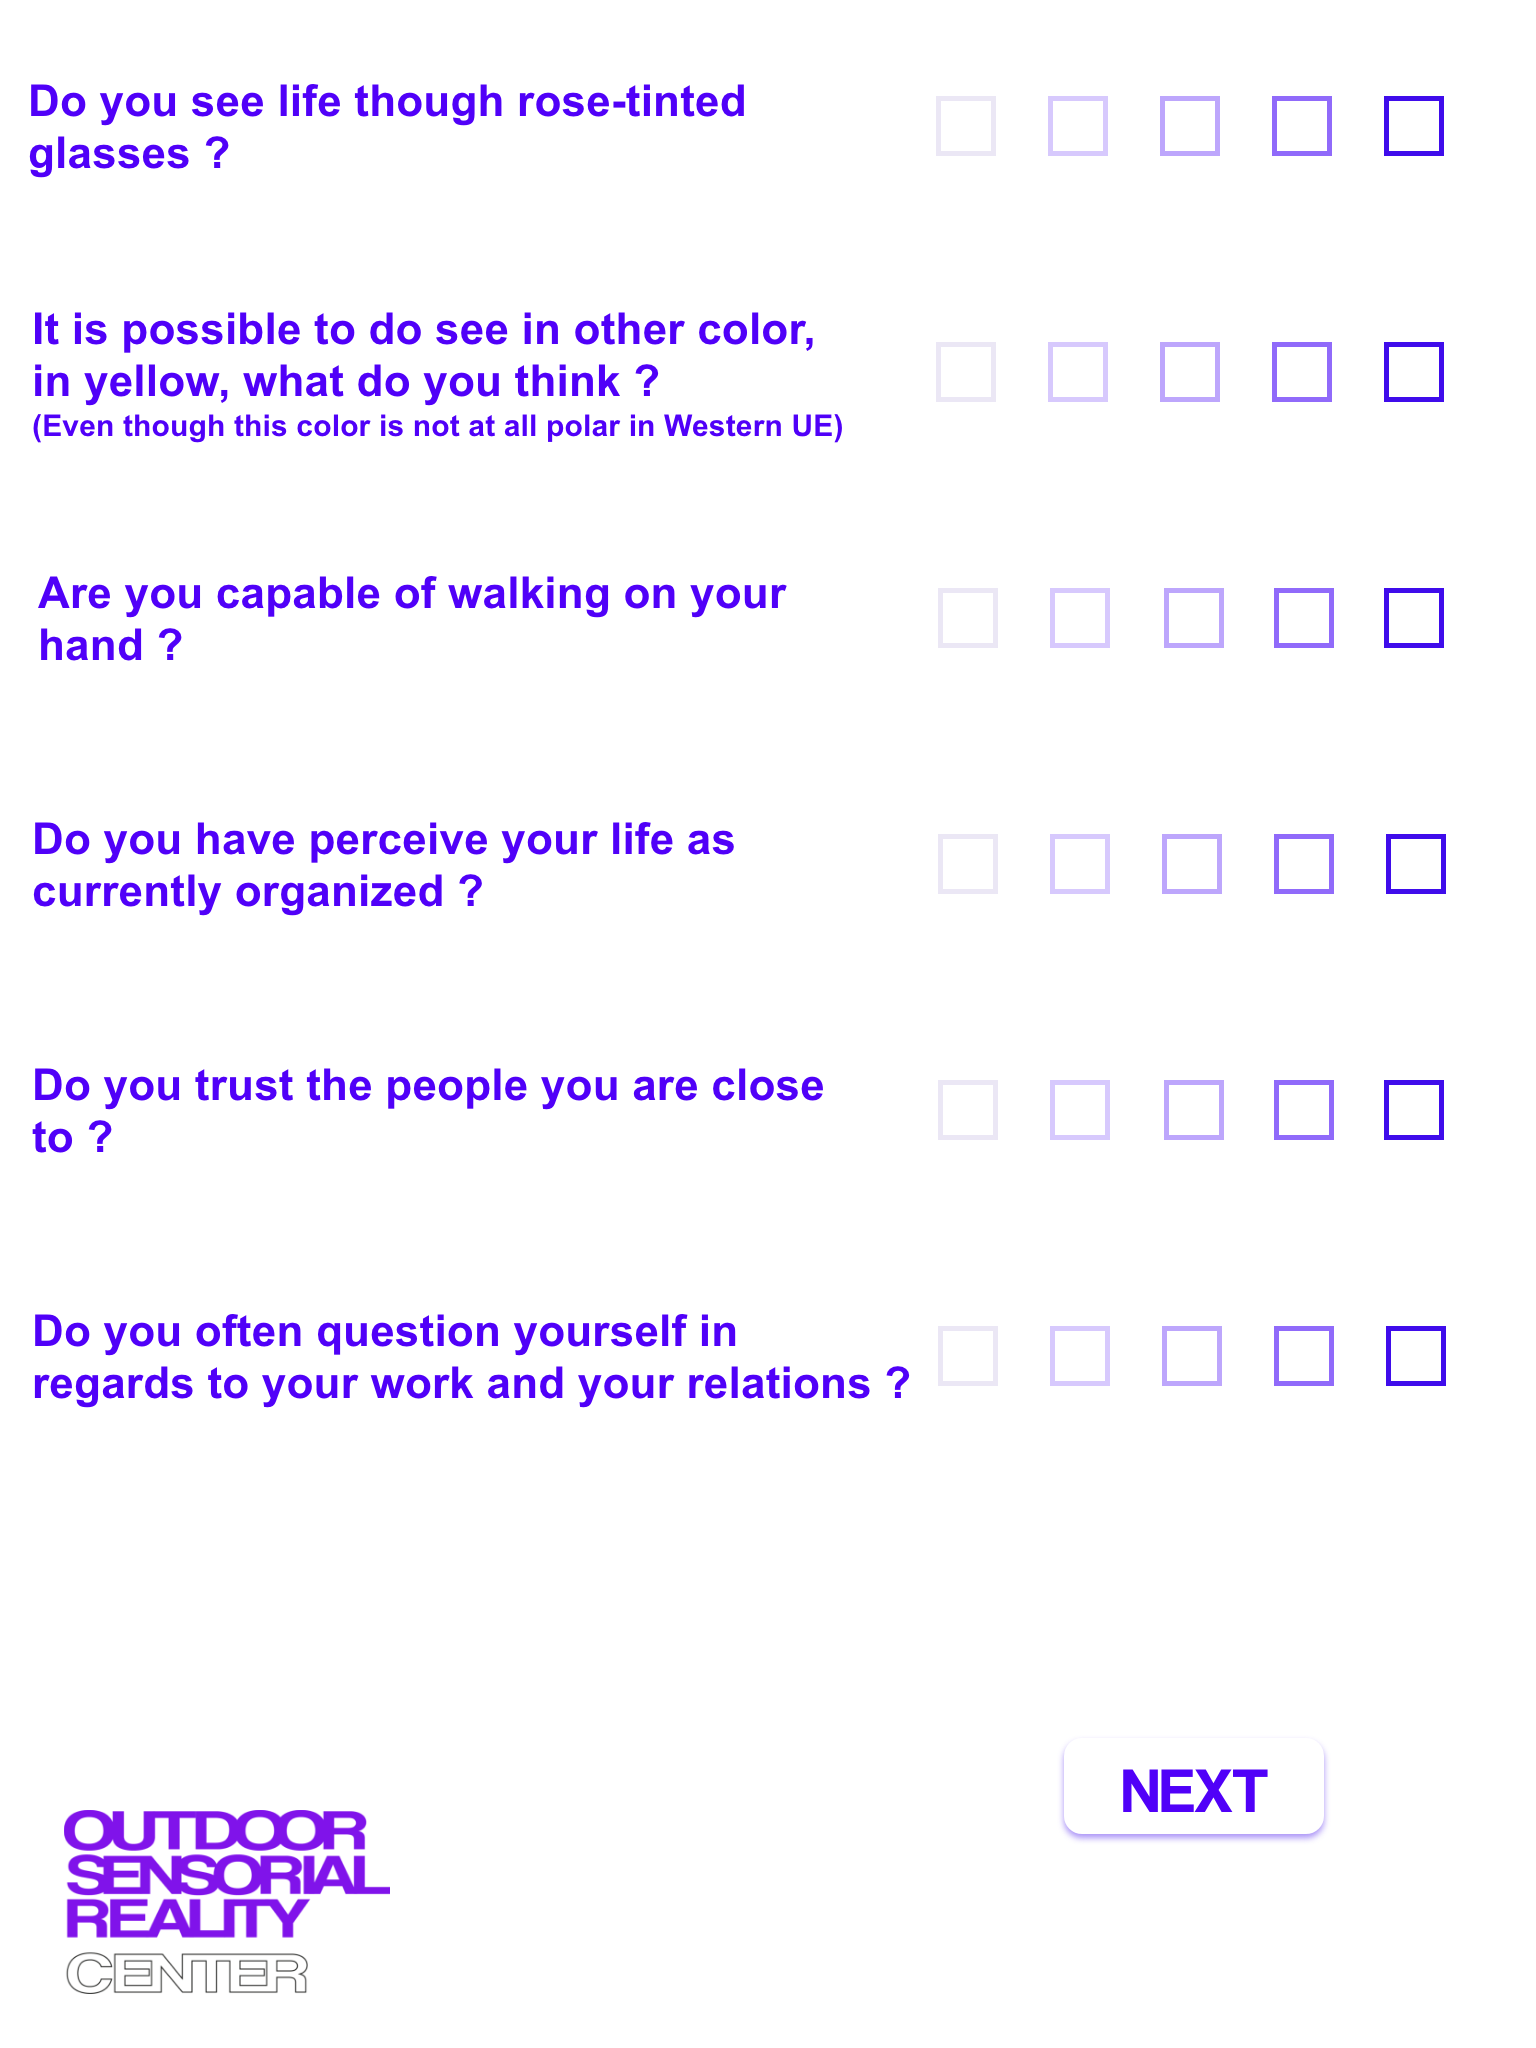 Do you see life though rose-tinted
glasses ?
It is possible to do see in other color,
in yellow, what do you think ?
(Even though this color is not at all polar in Western UE)
Are you capable of walking on your
hand ?
Do you have perceive your life as
currently organized ?
Do you trust the people you are close
to ?
Do you often question yourself in
regards to your work and your relations ?
NEXT
OUTDOOR
SENSORIAL
REALITY
CENTER